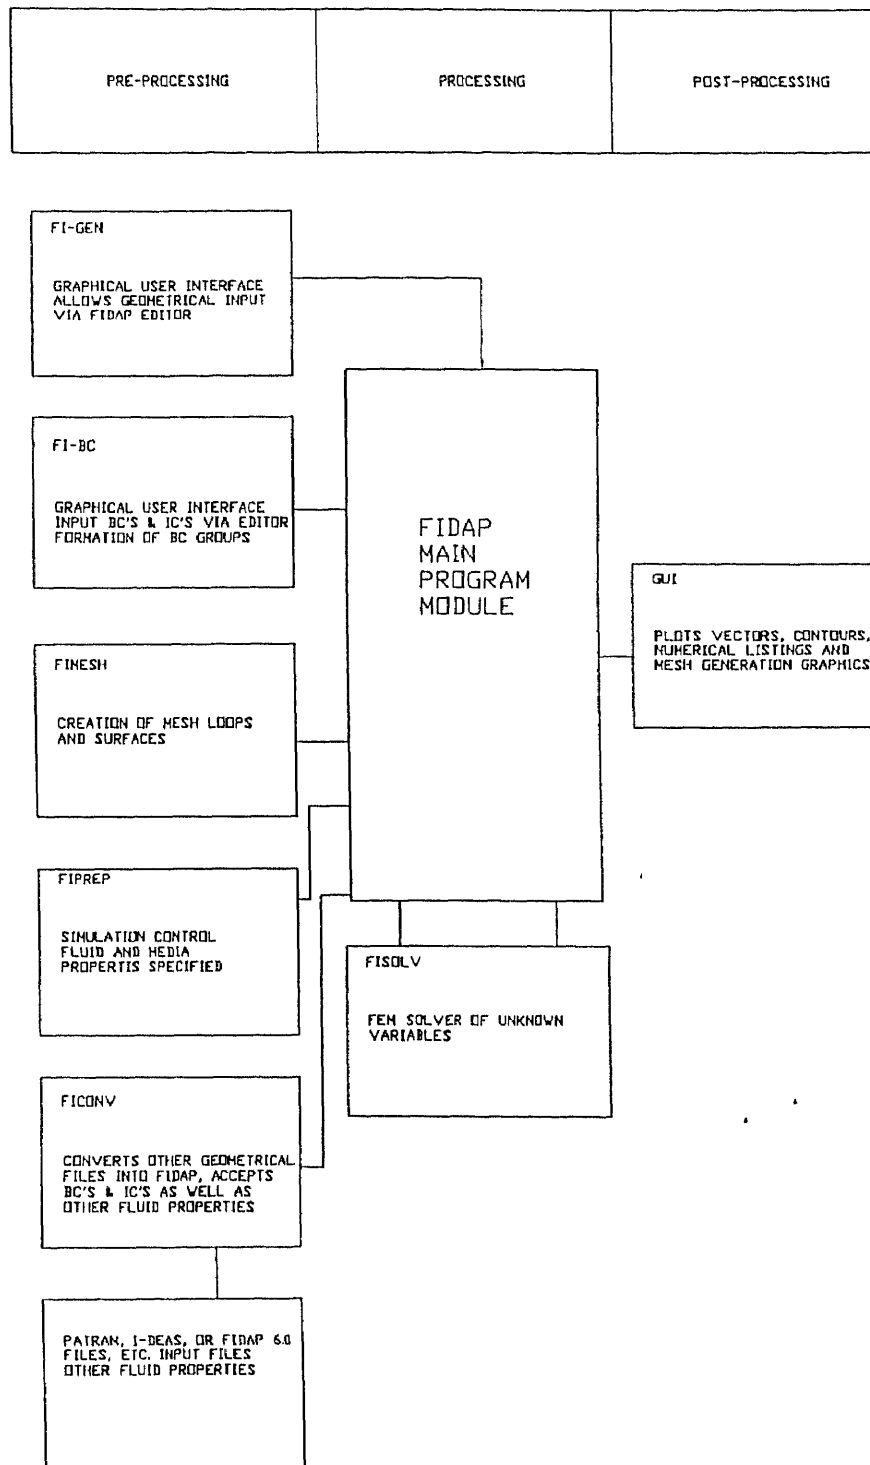 PRE-PROCESSING
PROCESSING
POST-PROCESSING
FI-GEN
GRAPHICAL USER INTERFACE
ALLOWS GEOMETRICAL INPUT
VIA FIDAP EDITOR
FI-BC
GRAPHICAL USER INTERFACE
INPUT BC'S & IC'S VIA EDITOR
FORMATION OF BC GROUPS
FIDAP
MAIN
PROGRAM
MODULE
GUI
PLOTS VECTORS, CONTOURS,
NUMERICAL LISTINGS AND
MESH GENERATION GRAPHICS
FIMESH
CREATION OF MESH LOOPS
AND SURFACES
FIPREP
SIMULATION CONTROL
FLUID AND MEDIA
PROPERTIS SPECIFIED
FISOLV
FEM SOLVER OF UNKNOWN
VARIABLES
FICONV
CONVERTS OTHER GEOMETRICAL
FILES INTO FIDAP, ACCEPTS
BC'S & IC'S AS WELL AS
OTHER FLUID PROPERTIES
PATRAN, I-DEAS, OR FIDAP 6.0
FILES, ETC. INPUT FILES
OTHER FLUID PROPERTIES